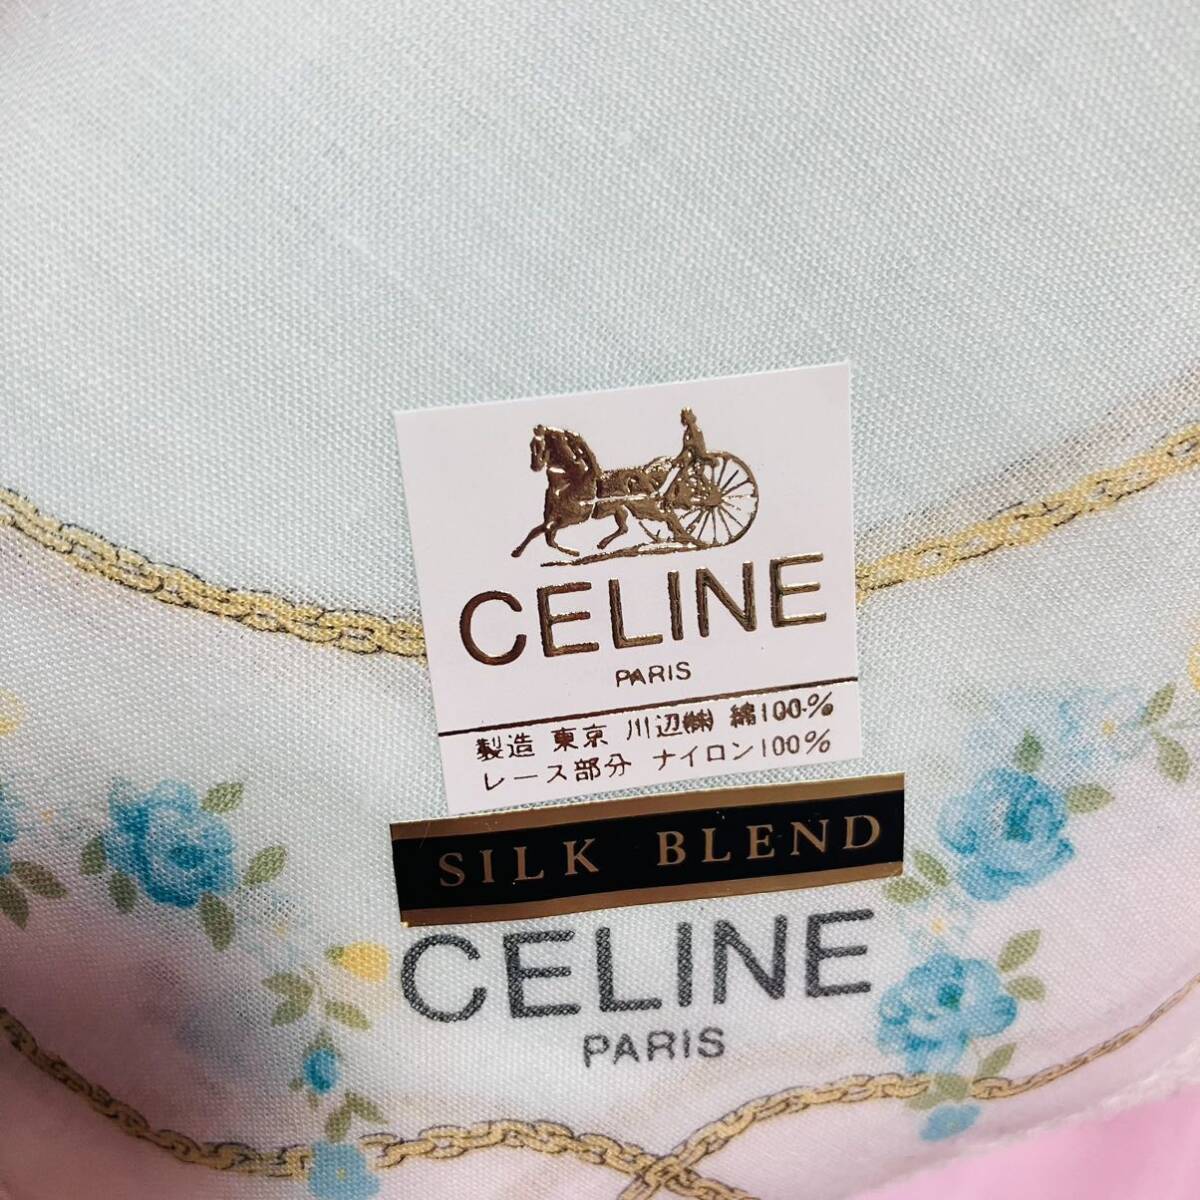 CELINE
PARIS
製造 東京 川辺㈱ 綿100%
レース部分 ナイロン100%
SILK BLEND
CELINE
PARIS